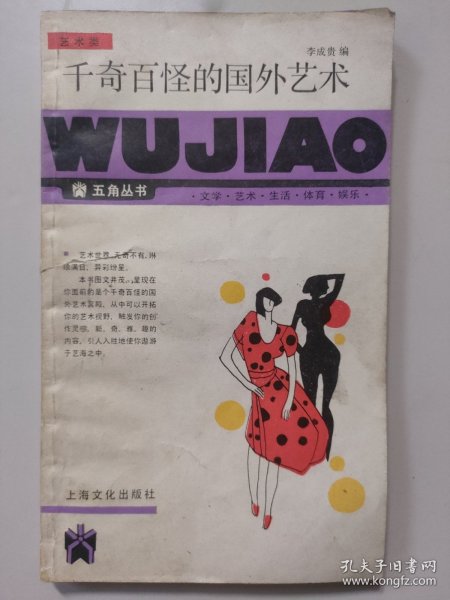 艺术类
李成贵 编
千奇百怪的国外艺术
WUJIAO
五角丛书
·文学·艺术·生活·体育·娱乐·
■ 艺术世界，无奇不有，琳
琅满目，异彩纷呈。
本书图文并茂，呈现在
你面前的是个千奇百怪的国
外艺术宾殿。从中可以开拓
你的艺术视野，触发你的创
作灵感。新、奇、雅、趣的
内容，引人入胜地使你遨游
于艺海之中。
上海文化出版社
孔夫子旧书网
www.kongfz.com